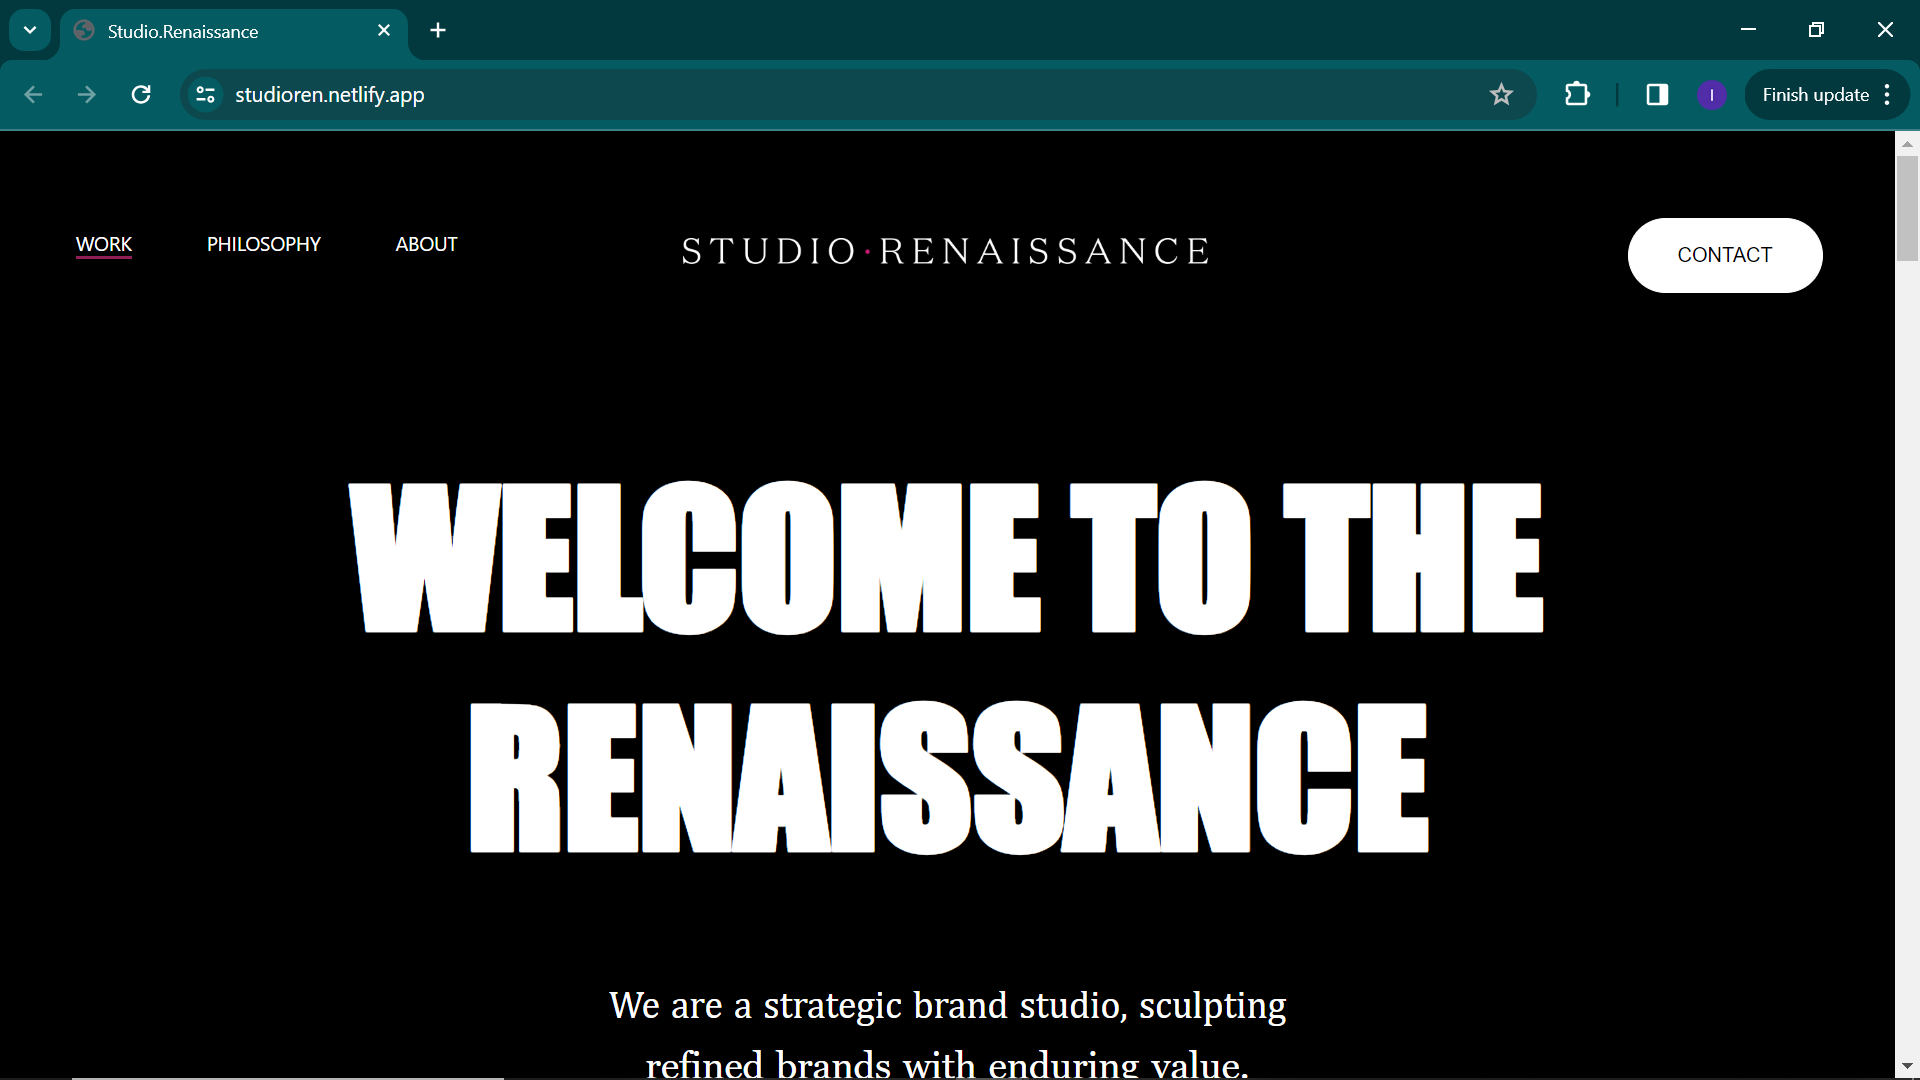 Studio.Renaissance
studioren.netlify.app
I
Finish update
WORK
PHILOSOPHY
ABOUT
STUDIO·RENAISSANCE
CONTACT
WELCOME TO THE
RENAISSANCE
We are a strategic brand studio, sculpting
refined brands with enduring value.